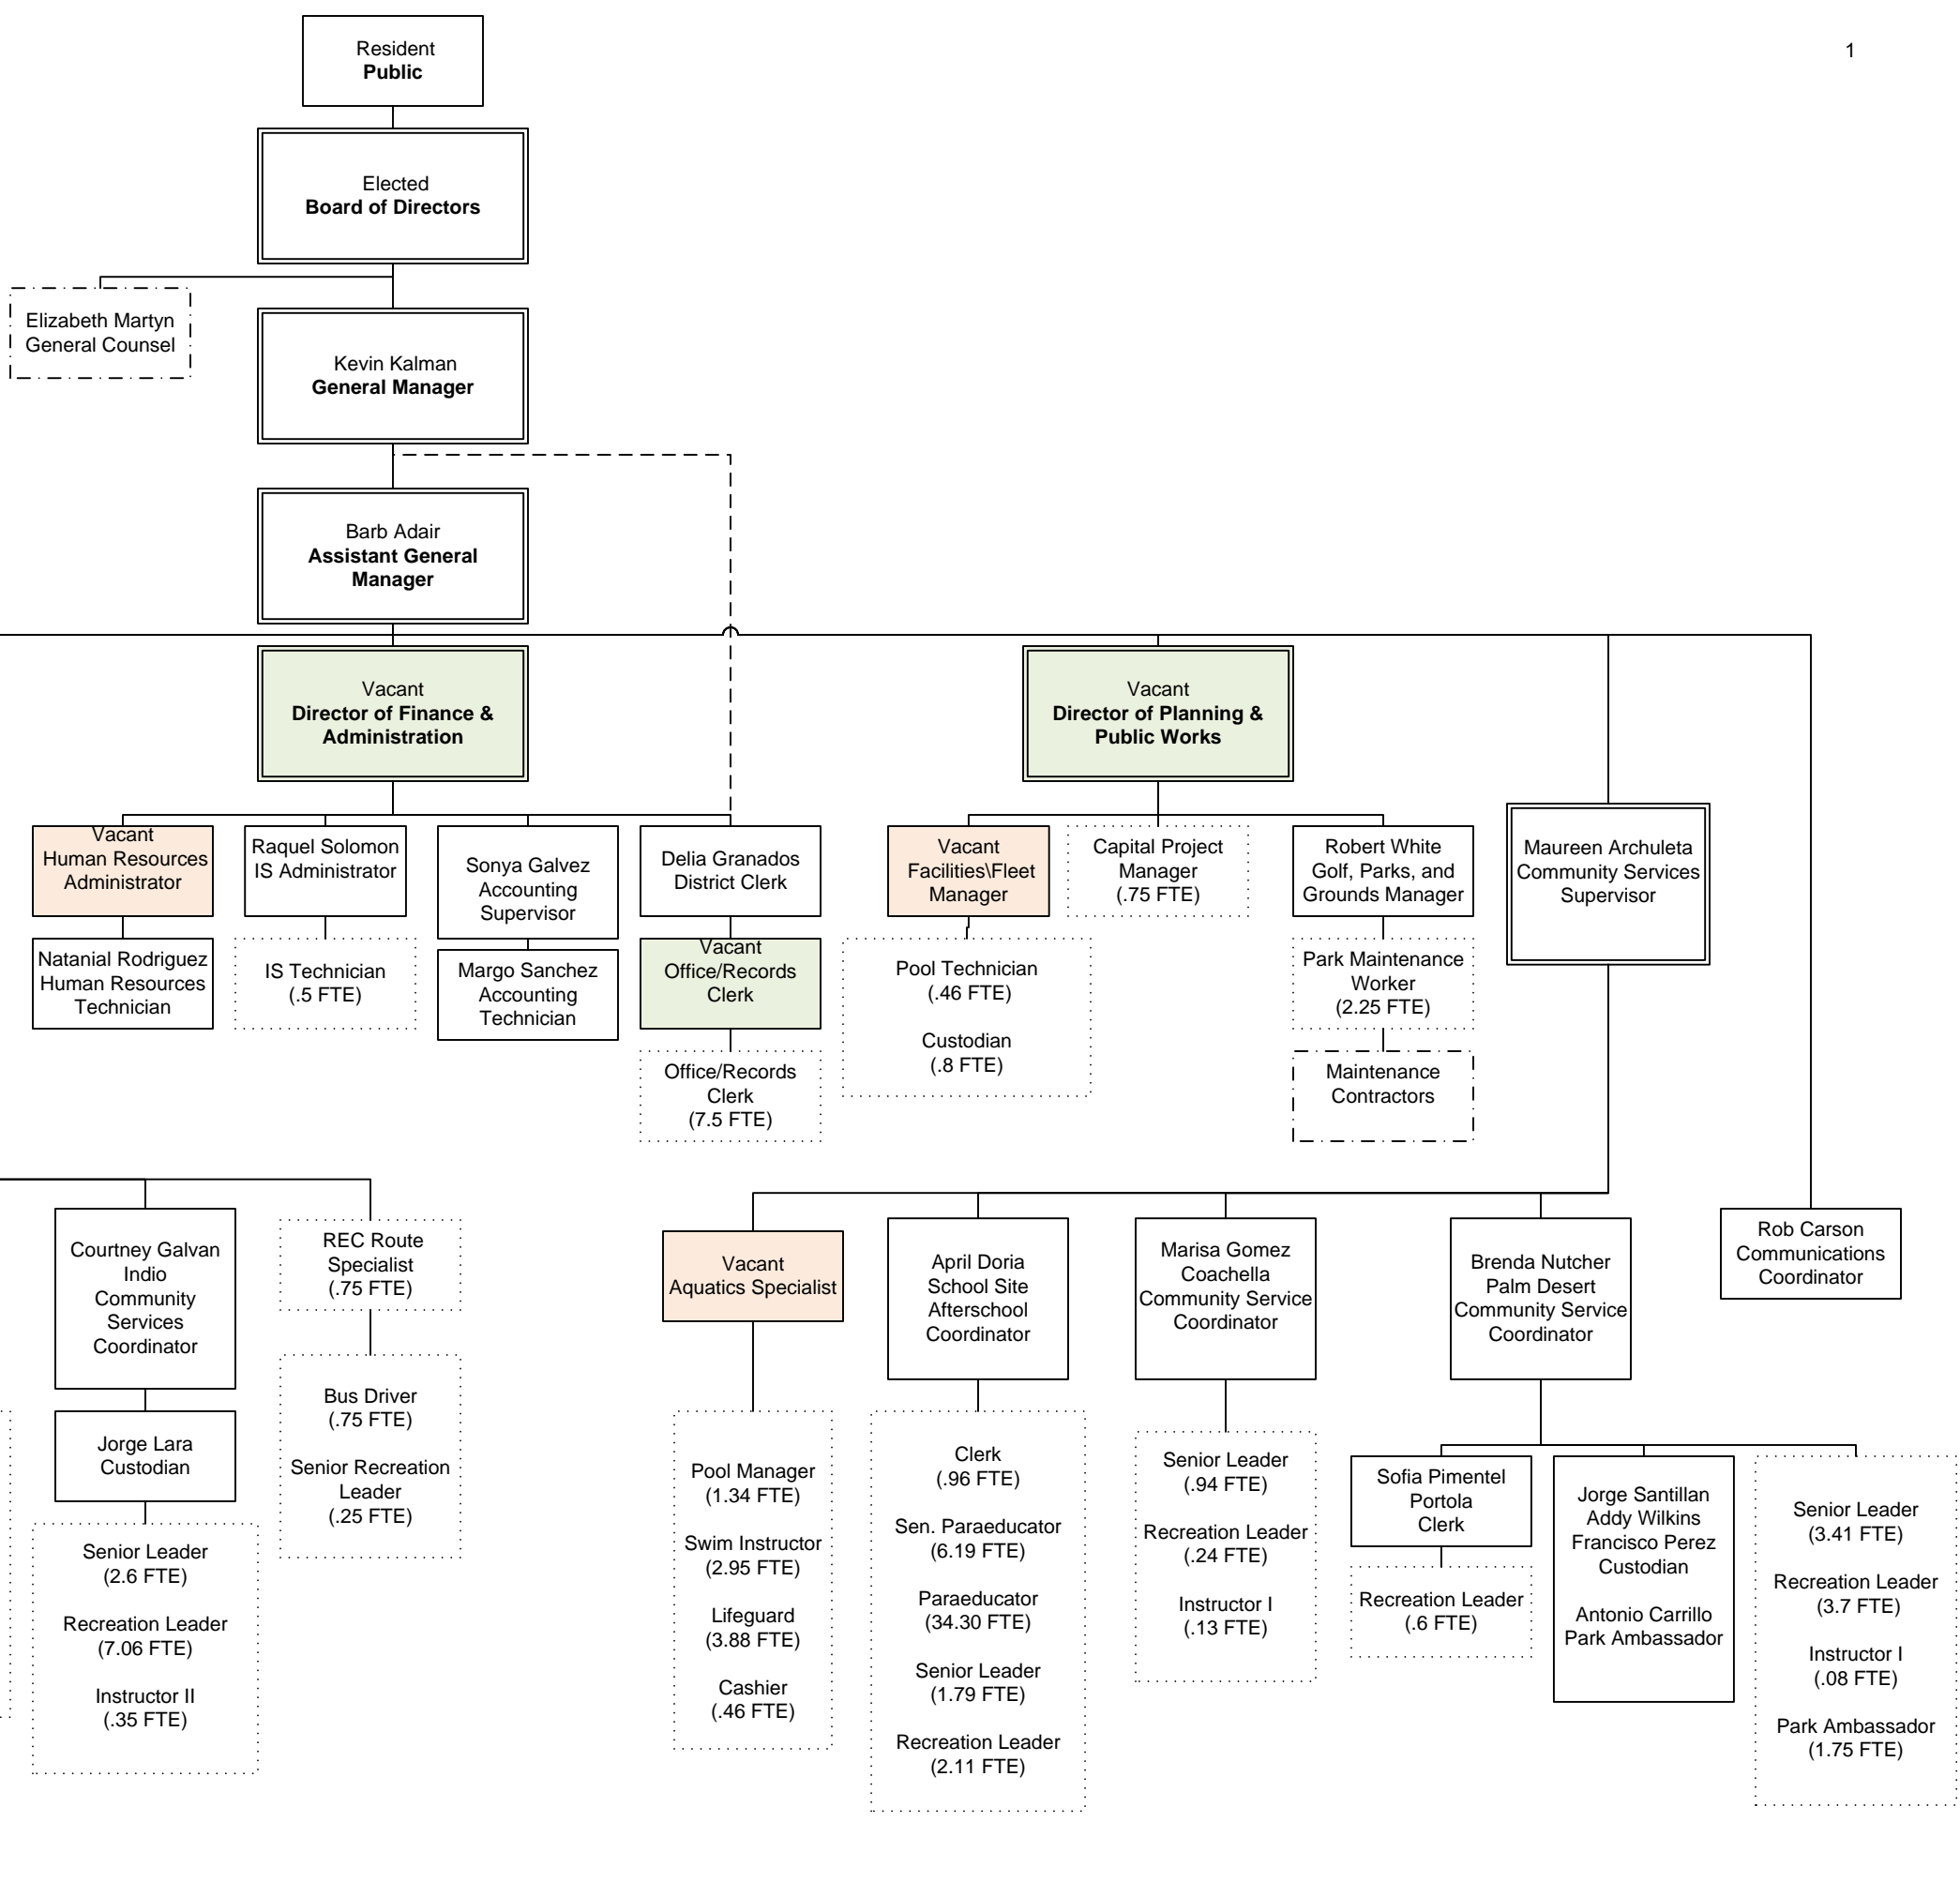 Resident
Public
1
Elected
Board of Directors
Elizabeth Martyn
General Counsel
Kevin Kalman
General Manager
Barb Adair
Assistant General
Manager
Vacant
Director of Finance &
Administration
Vacant
Director of Planning &
Public Works
Vacant
Human Resources
Administrator
Raquel Solomon
IS Administrator
Sonya Galvez
Accounting
Supervisor
Delia Granados
District Clerk
Vacant
Facilities\Fleet
Manager
Capital Project
Manager
(.75 FTE)
Robert White
Golf, Parks, and
Grounds Manager
Maureen Archuleta
Community Services
Supervisor
Natanial Rodriguez
Human Resources
Technician
IS Technician
(.5 FTE)
Margo Sanchez
Accounting
Technician
Vacant
Office/Records
Clerk
Pool Technician
(.46 FTE)
Custodian
(.8 FTE)
Park Maintenance
Worker
(2.25 FTE)
Office/Records
Clerk
(7.5 FTE)
Maintenance
Contractors
Courtney Galvan
Indio
Community
Services
Coordinator
REC Route
Specialist
(.75 FTE)
Vacant
Aquatics Specialist
April Doria
School Site
Afterschool
Coordinator
Marisa Gomez
Coachella
Community Service
Coordinator
Brenda Nutcher
Palm Desert
Community Service
Coordinator
Rob Carson
Communications
Coordinator
Jorge Lara
Custodian
Bus Driver
(.75 FTE)
Senior Recreation
Leader
(.25 FTE)
Senior Leader
(2.6 FTE)
Recreation Leader
(7.06 FTE)
Instructor II
(.35 FTE)
Pool Manager
(1.34 FTE)
Swim Instructor
(2.95 FTE)
Lifeguard
(3.88 FTE)
Cashier
(.46 FTE)
Clerk
(.96 FTE)
Sen. Paraeducator
(6.19 FTE)
Paraeducator
(34.30 FTE)
Senior Leader
(1.79 FTE)
Recreation Leader
(2.11 FTE)
Senior Leader
(.94 FTE)
Recreation Leader
(.24 FTE)
Instructor I
(.13 FTE)
Sofia Pimentel
Portola
Clerk
Recreation Leader
(.6 FTE)
Jorge Santillan
Addy Wilkins
Francisco Perez
Custodian
Antonio Carrillo
Park Ambassador
Senior Leader
(3.41 FTE)
Recreation Leader
(3.7 FTE)
Instructor I
(.08 FTE)
Park Ambassador
(1.75 FTE)